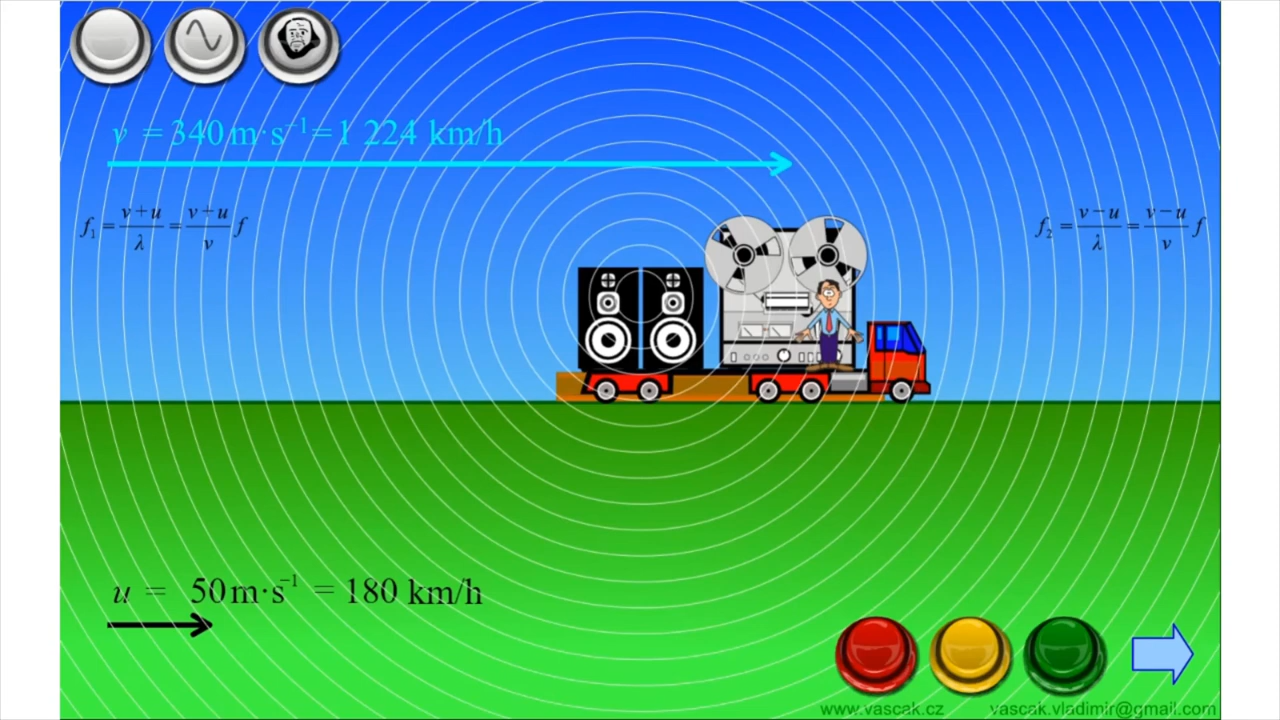 v = 340 m·s⁻¹ = 1 224 km/h
f₁ = (v+u)/λ = (v+u)/v f
f₂ = (v−u)/λ = (v−u)/v f
u = 50 m·s⁻¹ = 180 km/h
www.vascak.cz vascak.vladimir@gmail.com